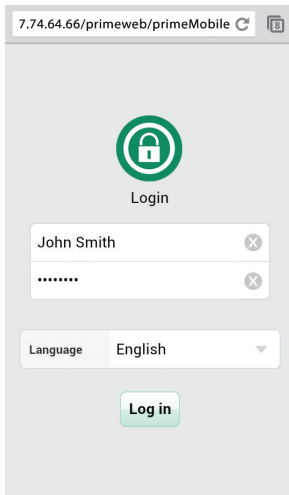 7.74.64.66/primeweb/primeMobile
8
Login
John Smith
••••••••
Language English
Log in